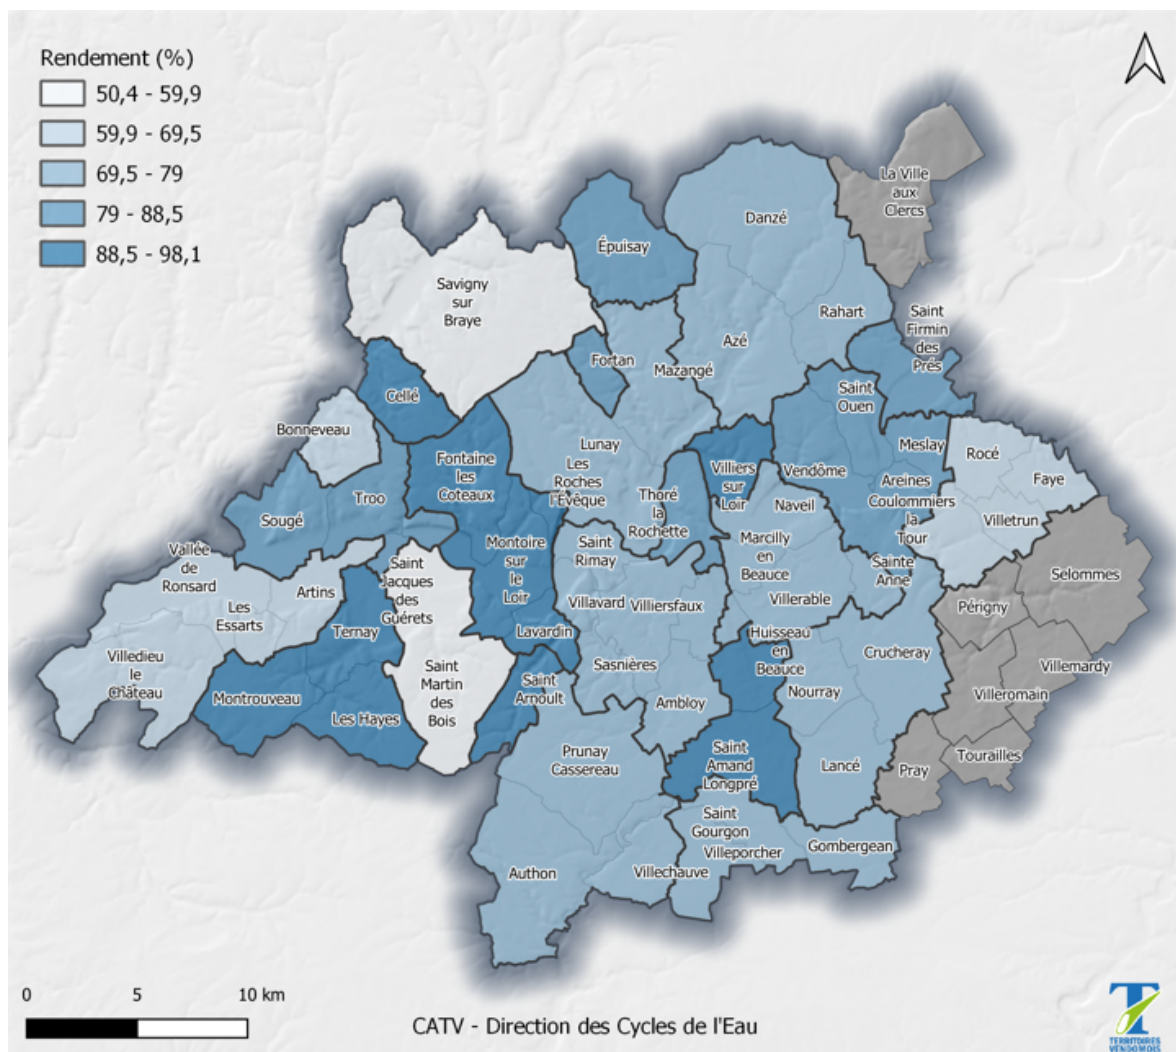 Rendement (%)
50,4 - 59,9
59,9 - 69,5
69,5 - 79
79 - 88,5
88,5 - 98,1
La Ville
aux
Clercs
Danzé
Épuisay
Savigny
sur
Braye
Rahart
Saint
Firmin
des
Prés
Azé
Fortan
Mazangé
Cellé
Saint
Ouen
Bonneveau
Lunay
Meslay
Rocé
Fontaine
les
Coteaux
Les
Roches
l'Évêque
Villiers
sur
Loir
Vendôme
Areines
Faye
Troo
Thoré
la
Rochette
Naveil
Coulommiers
la
Tour
Villetrun
Sougé
Vallée
de
Ronsard
Montoire
sur
le
Loir
Saint
Rimay
Marcilly
en
Beauce
Sainte
Anne
Selommes
Saint
Jacques
des
Guérets
Artins
Les
Essarts
Villavard
Villiersfaux
Villerable
Périgny
Ternay
Lavardin
Huisseau
en
Beauce
Crucheray
Villedieu
le
Château
Sasnières
Villemardy
Saint
Martin
des
Bois
Saint
Arnoult
Montrouveau
Les Hayes
Ambloy
Nourray
Villeromain
Prunay
Cassereau
Saint
Amand
Longpré
Lancé
Pray
Tourailles
Saint
Gourgon
Villeporcher
Gombergean
Authon
Villechauve
0 5 10 km
CATV - Direction des Cycles de l'Eau
TERRITOIRES
VENDOMOIS